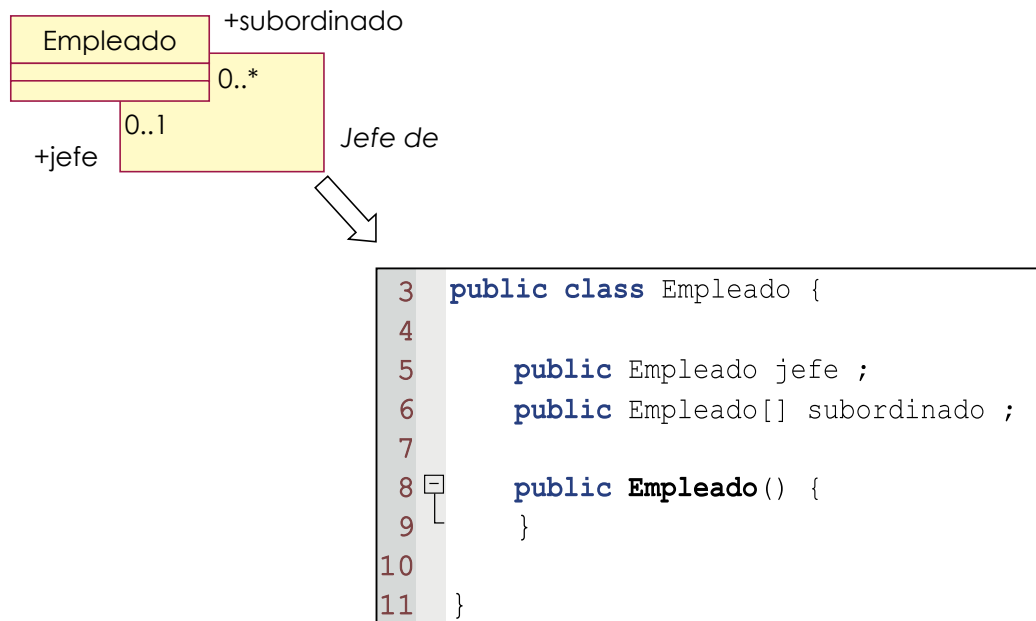 +subordinado
Empleado
0..*
0..1
Jefe de
+jefe
3 public class Empleado {
4
5 public Empleado jefe ;
6 public Empleado[] subordinado ;
7
8 public Empleado() {
9 }
10
11 }